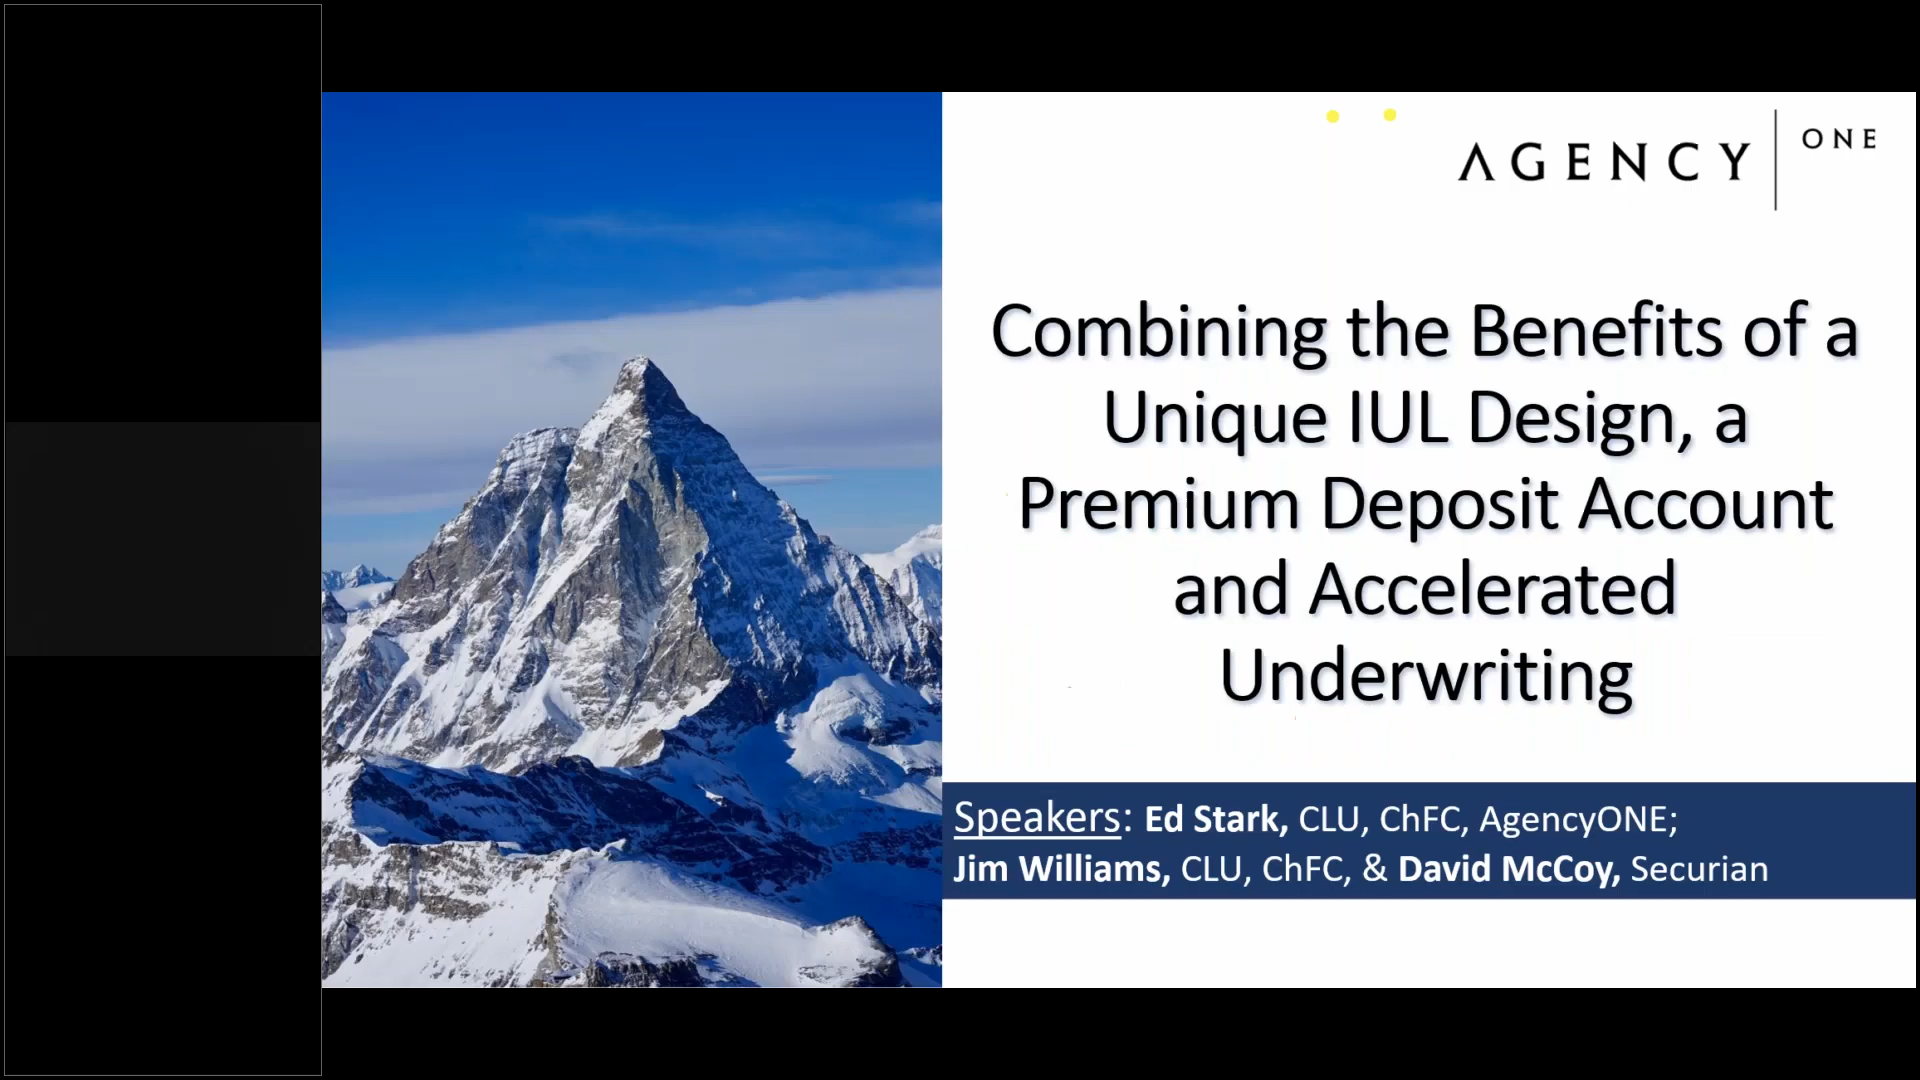 AGENCY ONE
Combining the Benefits of a
Unique IUL Design, a
Premium Deposit Account
and Accelerated
Underwriting
Speakers: Ed Stark, CLU, ChFC, AgencyONE;
Jim Williams, CLU, ChFC, & David McCoy, Securian